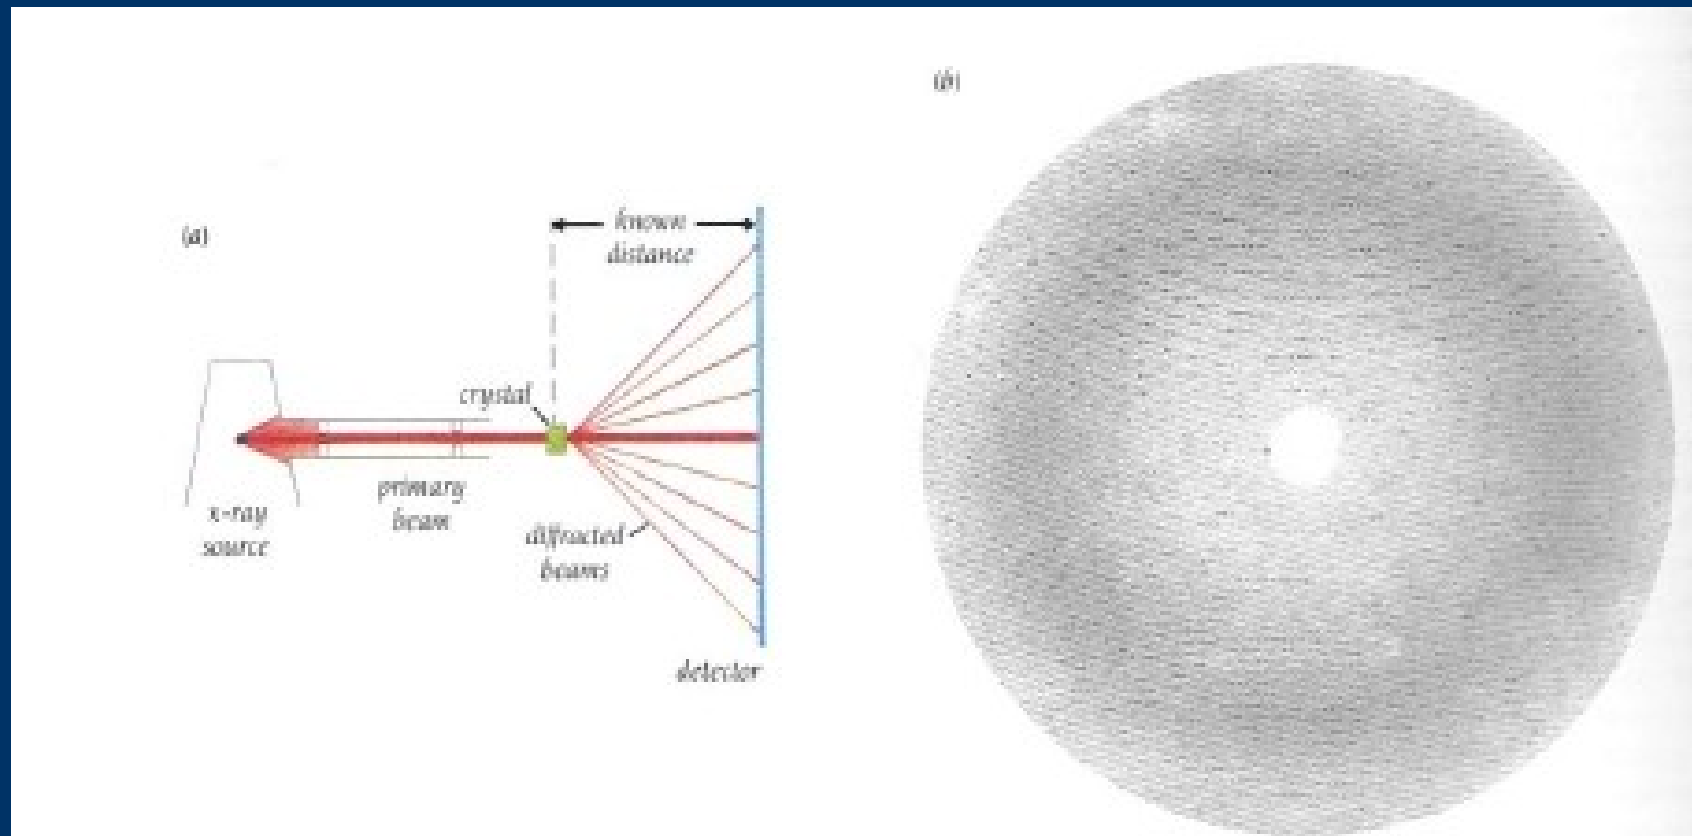 (a)
known
distance
crystal
primary
beam
x-ray
source
diffracted
beams
detector
(b)